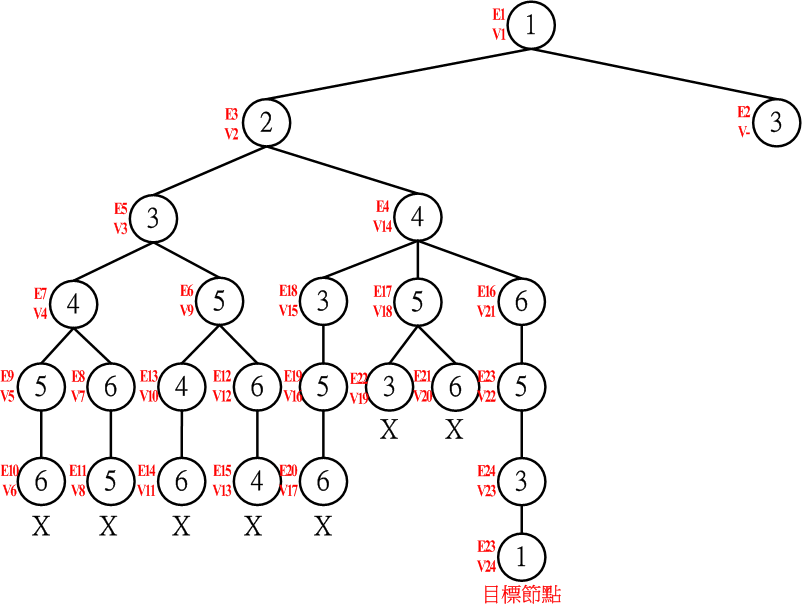 E1 V1 1
E3 V2 2
E2 V- 3
E5 V3 3
E4 V14 4
E7 V4 4
E6 V9 5
E18 V15 3
E17 V18 5
E16 V21 6
E9 V5 5
E8 V7 6
E13 V10 4
E12 V12 6
E19 V16 5
E22 V19 3
E21 V20 6
E23 V22 5
X X
E10 V6 6
E11 V8 5
E14 V11 6
E15 V13 4
E20 V17 6
E24 V23 3
X X X X X
E23 V24 1
目標節點